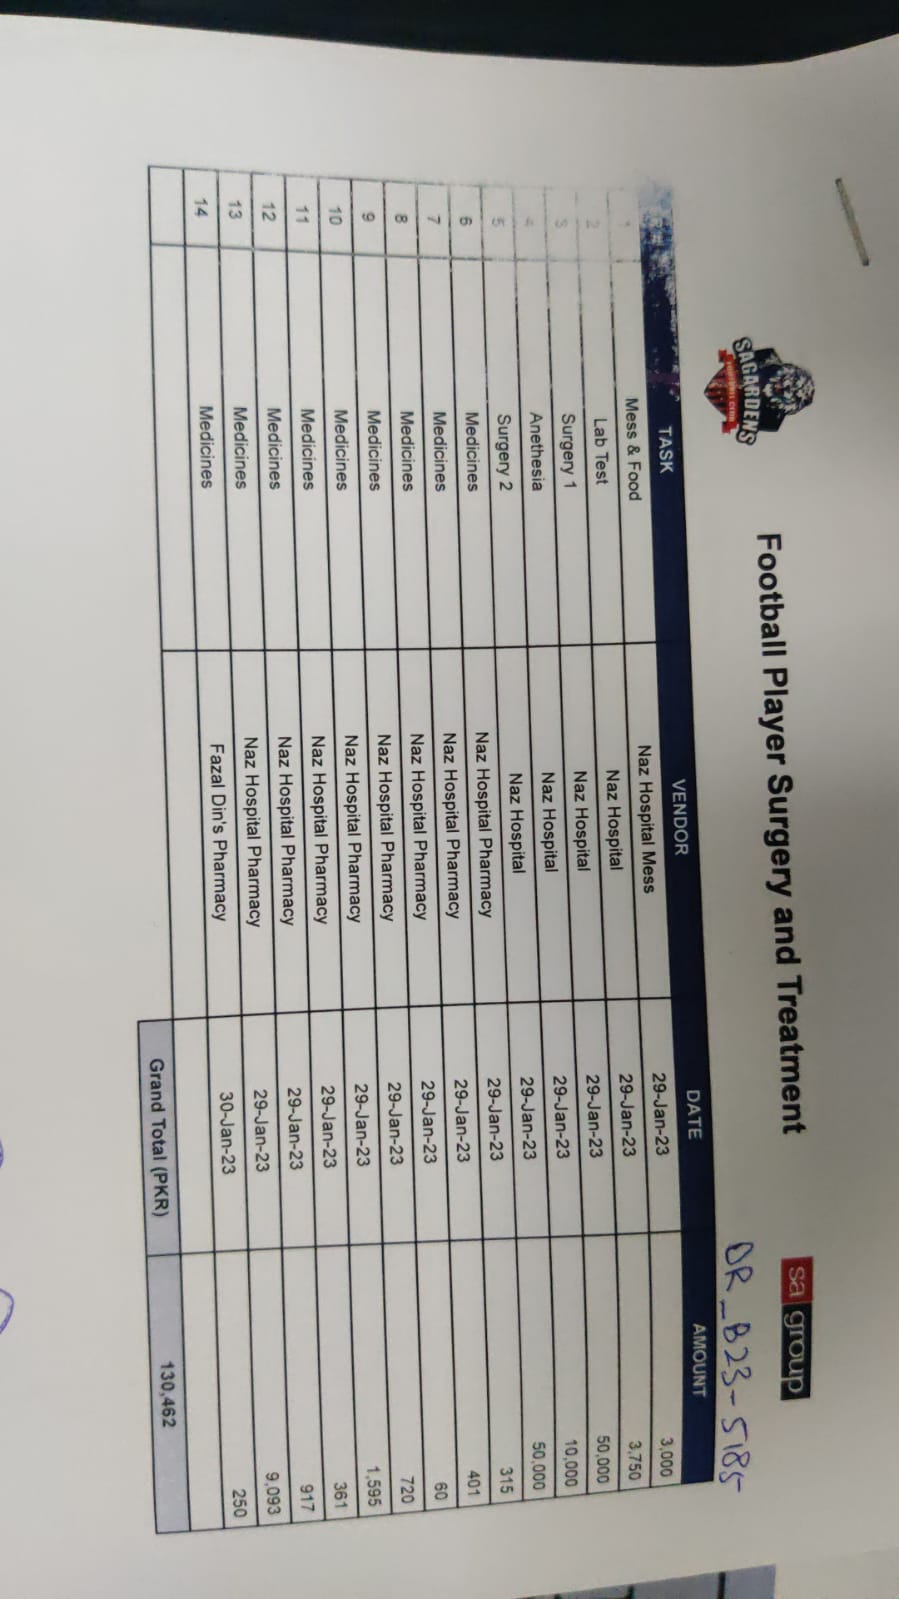 SAGARDENS
FOOTBALL CLUB
Football Player Surgery and Treatment
sa group
DR_B23-5185
TASK VENDOR DATE AMOUNT
1 Mess & Food Naz Hospital Mess 29-Jan-23 3,000
2 Lab Test Naz Hospital 29-Jan-23 3,750
3 Surgery 1 Naz Hospital 29-Jan-23 50,000
4 Anethesia Naz Hospital 29-Jan-23 10,000
5 Surgery 2 Naz Hospital 29-Jan-23 50,000
6 Medicines Naz Hospital Pharmacy 29-Jan-23 315
7 Medicines Naz Hospital Pharmacy 29-Jan-23 401
8 Medicines Naz Hospital Pharmacy 29-Jan-23 60
9 Medicines Naz Hospital Pharmacy 29-Jan-23 720
10 Medicines Naz Hospital Pharmacy 29-Jan-23 1,595
11 Medicines Naz Hospital Pharmacy 29-Jan-23 361
12 Medicines Naz Hospital Pharmacy 29-Jan-23 917
13 Medicines Naz Hospital Pharmacy 29-Jan-23 9,093
14 Medicines Fazal Din's Pharmacy 30-Jan-23 250
Grand Total (PKR) 130,462